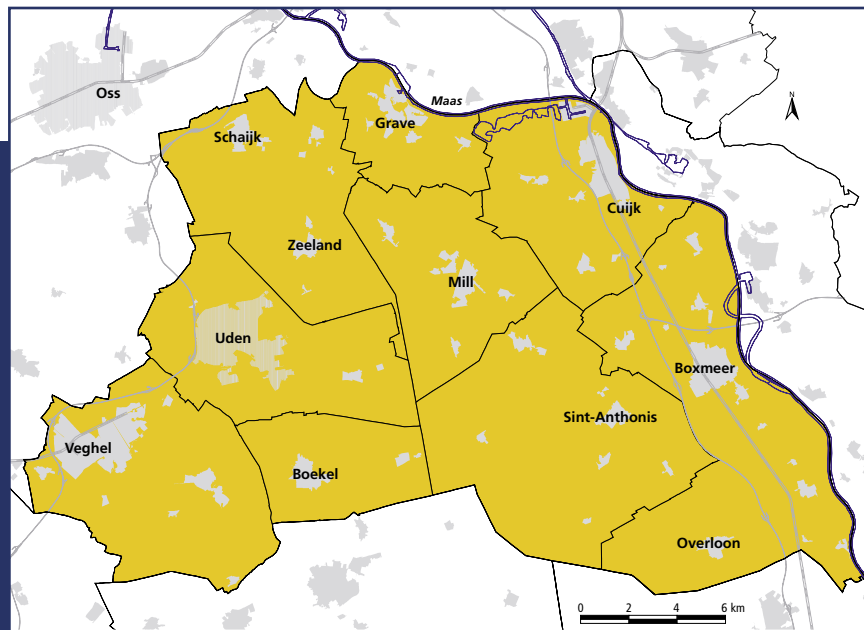 N
Maas
Oss
Grave
Schaijk
Cuijk
Zeeland
Mill
Uden
Boxmeer
Sint-Anthonis
Veghel
Boekel
Overloon
0 2 4 6 km